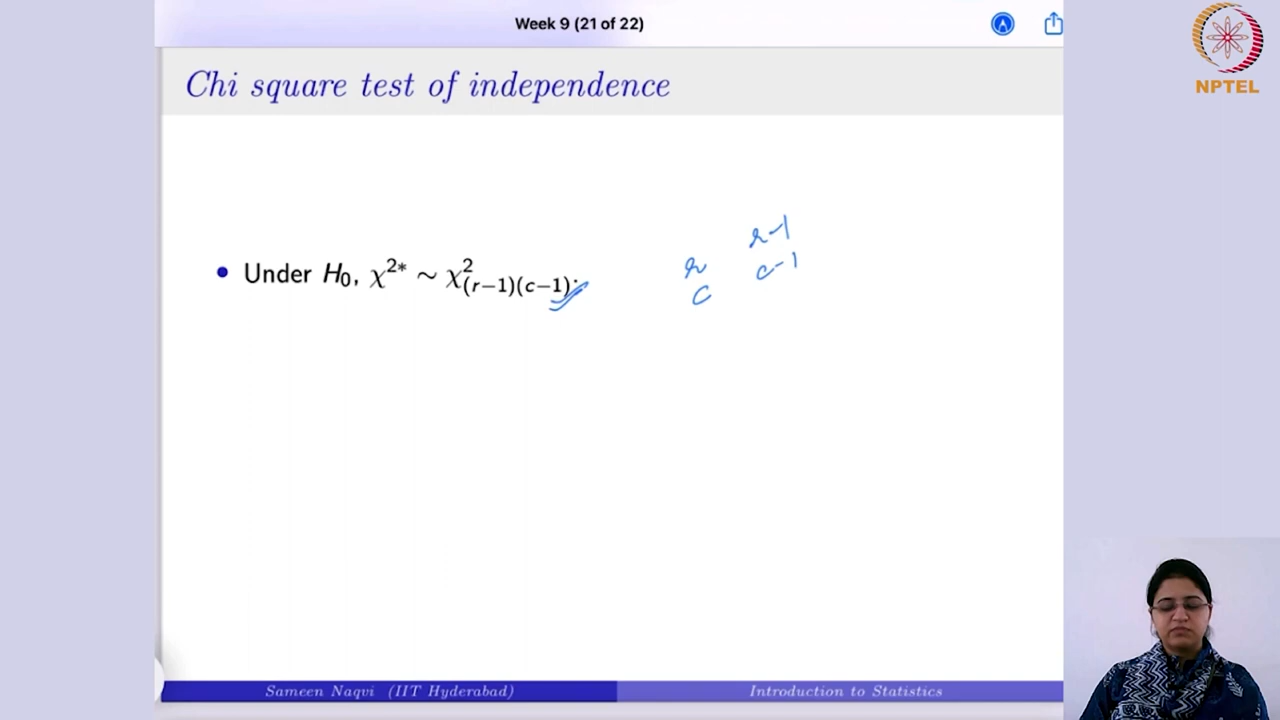 Week 9 (21 of 22)
NPTEL
Chi square test of independence
• Under H₀, χ²* ~ χ²₍r−1)(c−1).
r
c
r-1
c-1
Sameen Naqvi (IIT Hyderabad)
Introduction to Statistics